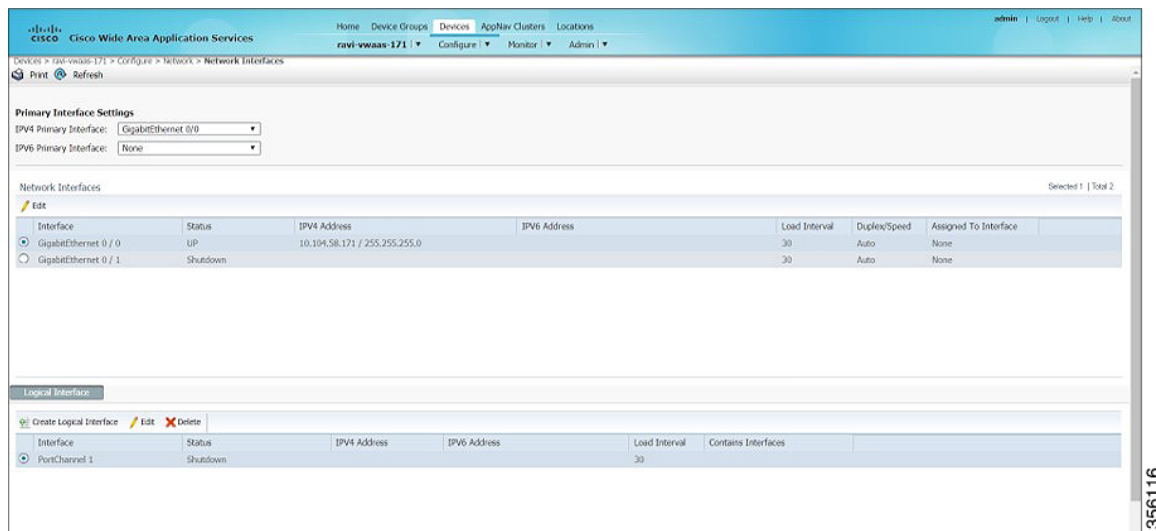 admin | Logout | Help | About
Home Device Groups Devices AppNav Clusters Locations
CISCO Cisco Wide Area Application Services
ravi-vwaas-171 Configure Monitor Admin
Devices > ravi-vwaas-171 > Configure > Network > Network Interfaces
Print Refresh
Primary Interface Settings
IPV4 Primary Interface: GigabitEthernet 0/0
IPV6 Primary Interface: None
Network Interfaces Selected 1 | Total 2
Edit
Interface Status IPV4 Address IPV6 Address Load Interval Duplex/Speed Assigned To Interface
GigabitEthernet 0 / 0 UP 10.104.58.171 / 255.255.255.0 30 Auto None
GigabitEthernet 0 / 1 Shutdown 30 Auto None
Logical Interface
Create Logical Interface Edit Delete
Interface Status IPV4 Address IPV6 Address Load Interval Contains Interfaces
PortChannel 1 Shutdown 30
356116